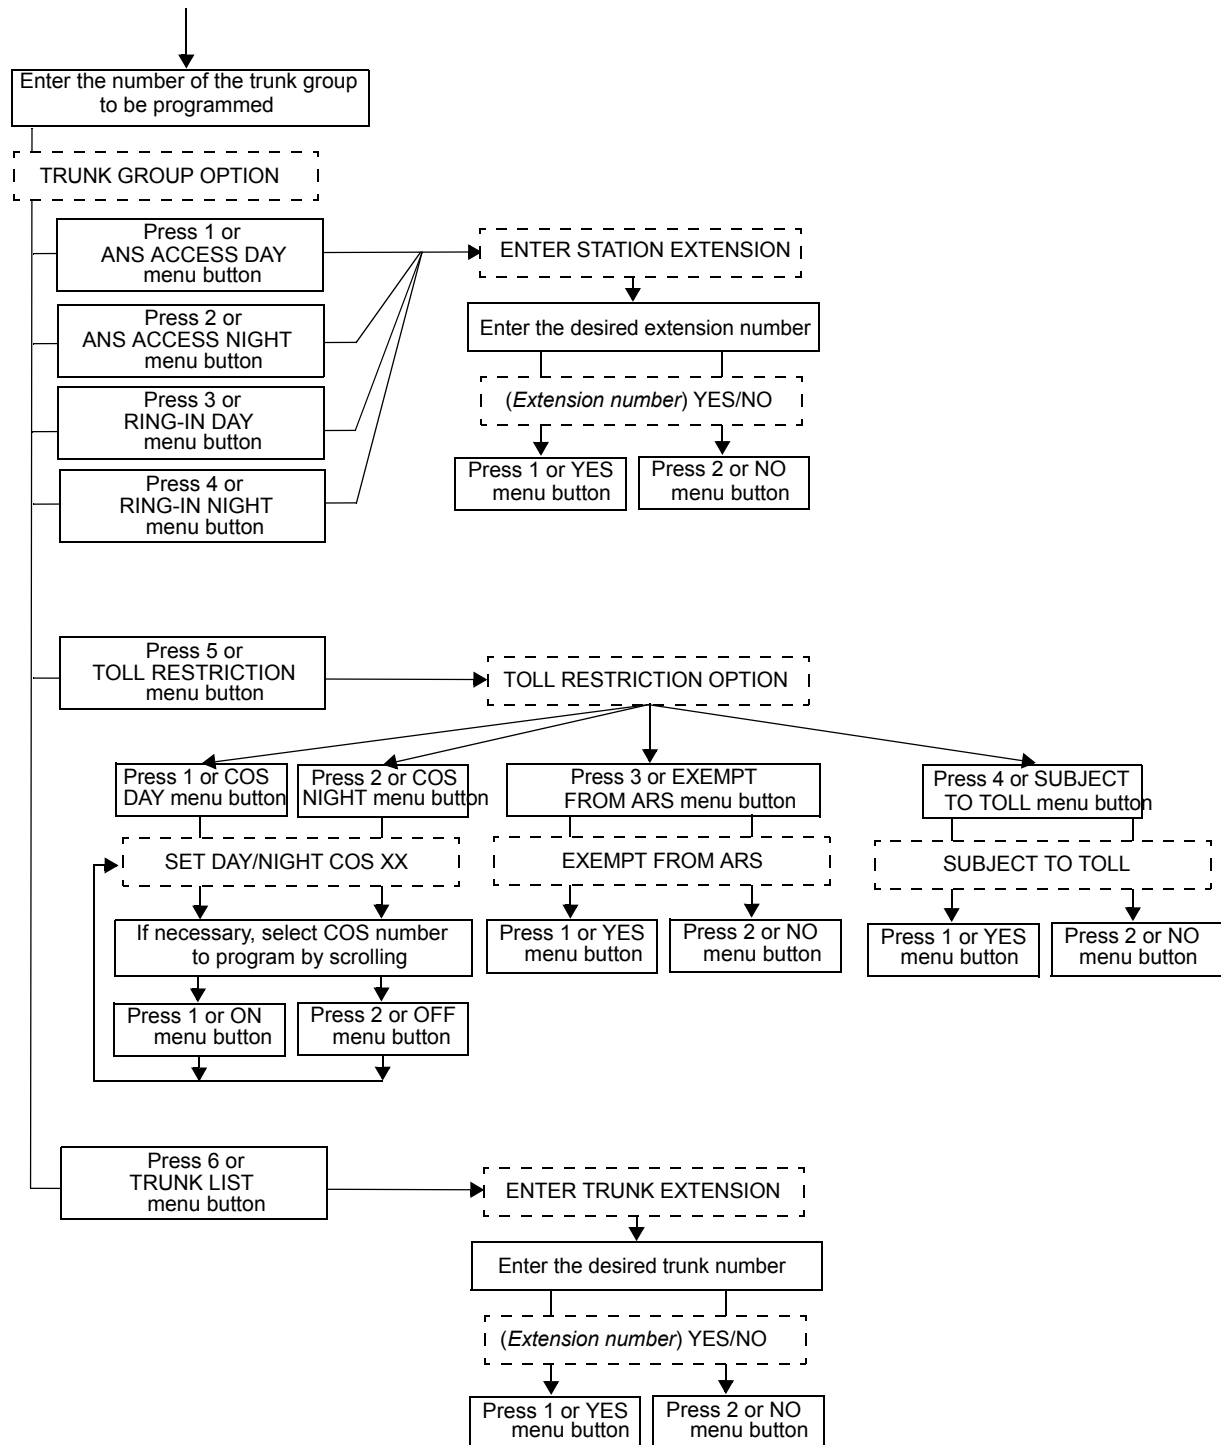 Enter the number of the trunk group
to be programmed
TRUNK GROUP OPTION
Press 1 or
ANS ACCESS DAY
menu button
ENTER STATION EXTENSION
Press 2 or
ANS ACCESS NIGHT
menu button
Enter the desired extension number
Press 3 or
RING-IN DAY
menu button
(Extension number) YES/NO
Press 4 or
RING-IN NIGHT
menu button
Press 1 or YES
menu button
Press 2 or NO
menu button
Press 5 or
TOLL RESTRICTION
menu button
TOLL RESTRICTION OPTION
Press 1 or COS
DAY menu button
Press 2 or COS
NIGHT menu button
Press 3 or EXEMPT
FROM ARS menu button
Press 4 or SUBJECT
TO TOLL menu button
SET DAY/NIGHT COS XX
EXEMPT FROM ARS
SUBJECT TO TOLL
If necessary, select COS number
to program by scrolling
Press 1 or YES
menu button
Press 2 or NO
menu button
Press 1 or YES
menu button
Press 2 or NO
menu button
Press 1 or ON
menu button
Press 2 or OFF
menu button
Press 6 or
TRUNK LIST
menu button
ENTER TRUNK EXTENSION
Enter the desired trunk number
(Extension number) YES/NO
Press 1 or YES
menu button
Press 2 or NO
menu button